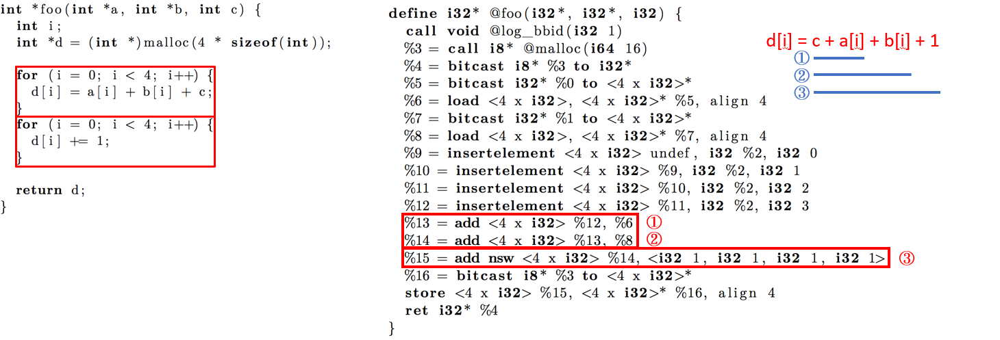 int *foo(int *a, int *b, int c) {
  int i;
  int *d = (int *)malloc(4 * sizeof(int));
  for (i = 0; i < 4; i++) {
    d[i] = a[i] + b[i] + c;
  }
  for (i = 0; i < 4; i++) {
    d[i] += 1;
  }
  return d;
}
define i32* @foo(i32*, i32*, i32) {
  call void @log_bbid(i32 1)
  %3 = call i8* @malloc(i64 16)
  %4 = bitcast i8* %3 to i32*
  %5 = bitcast i32* %0 to <4 x i32>*
  %6 = load <4 x i32>, <4 x i32>* %5, align 4
  %7 = bitcast i32* %1 to <4 x i32>*
  %8 = load <4 x i32>, <4 x i32>* %7, align 4
  %9 = insertelement <4 x i32> undef, i32 %2, i32 0
  %10 = insertelement <4 x i32> %9, i32 %2, i32 1
  %11 = insertelement <4 x i32> %10, i32 %2, i32 2
  %12 = insertelement <4 x i32> %11, i32 %2, i32 3
  %13 = add <4 x i32> %12, %6 ①
  %14 = add <4 x i32> %13, %8 ②
  %15 = add nsw <4 x i32> %14, <i32 1, i32 1, i32 1, i32 1> ③
  %16 = bitcast i8* %3 to <4 x i32>*
  store <4 x i32> %15, <4 x i32>* %16, align 4
  ret i32* %4
}
d[i] = c + a[i] + b[i] + 1
①
②
③